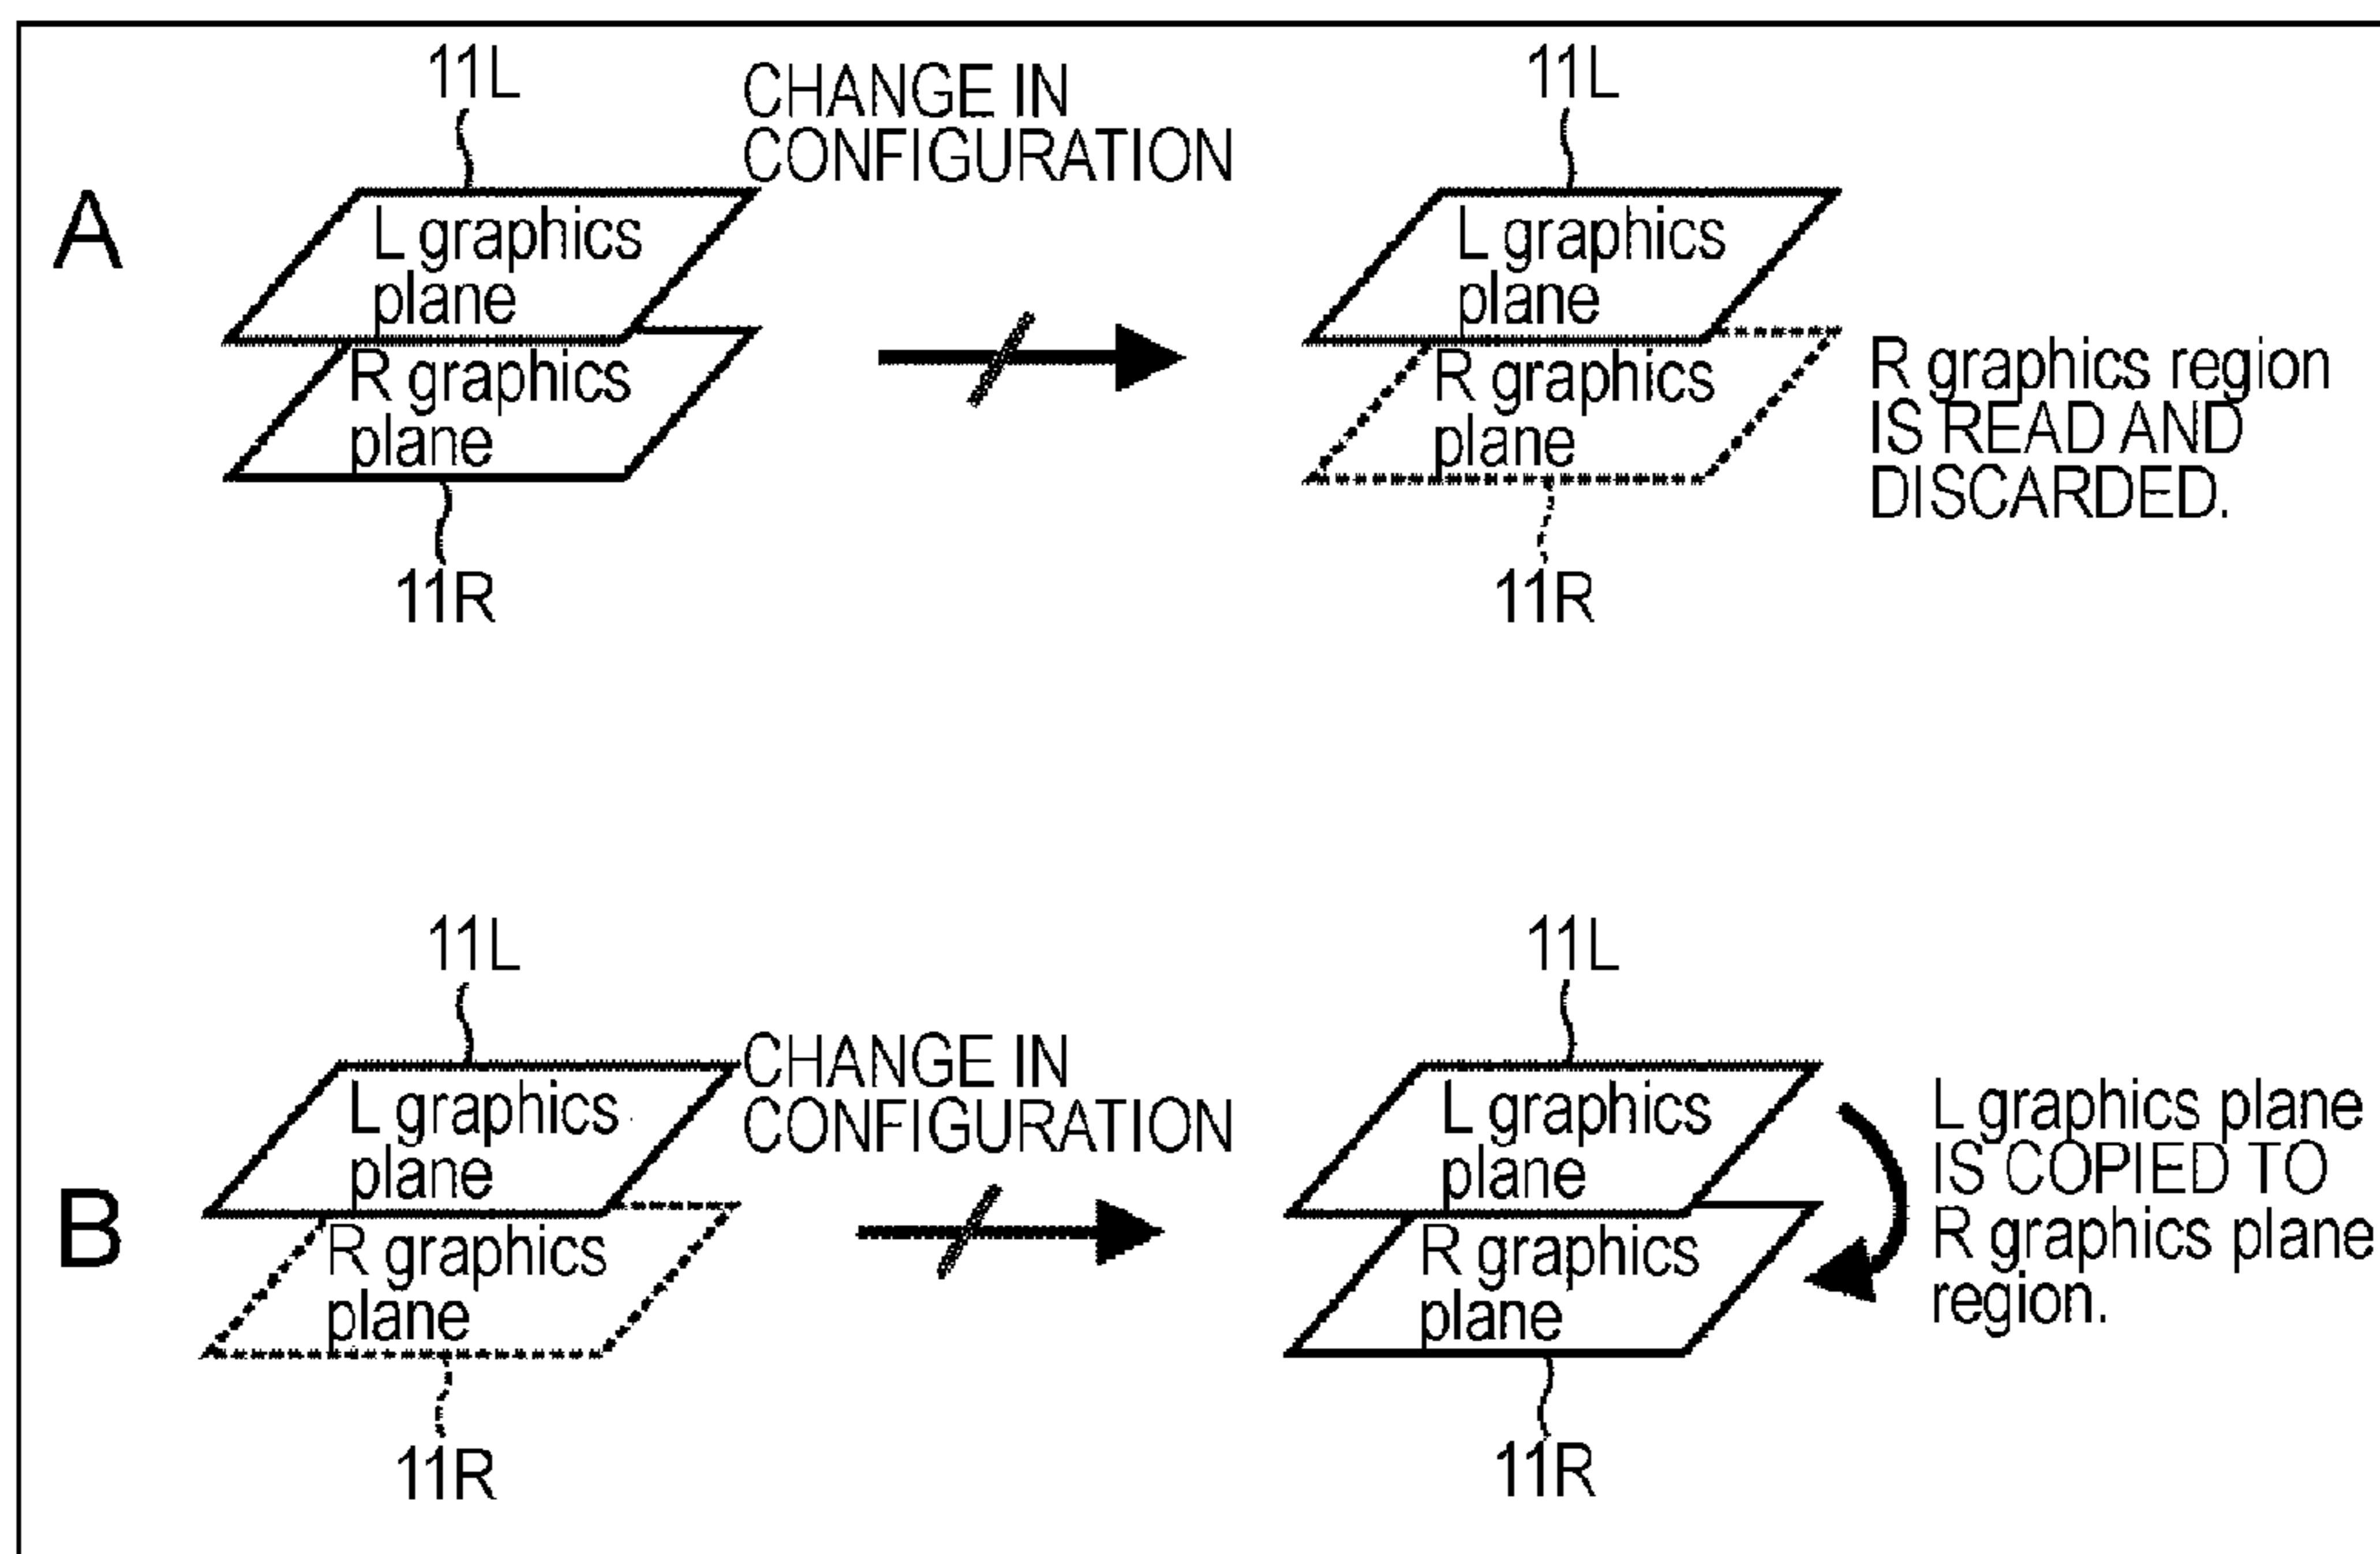 A
11L
CHANGE IN
CONFIGURATION
L graphics
plane
R graphics
plane
11R
11L
L graphics
plane
R graphics
plane
11R
R graphics region
IS READ AND
DISCARDED.
B
11L
CHANGE IN
CONFIGURATION
L graphics
plane
R graphics
plane
11R
11L
L graphics
plane
R graphics
plane
11R
L graphics plane
IS COPIED TO
R graphics plane
region.